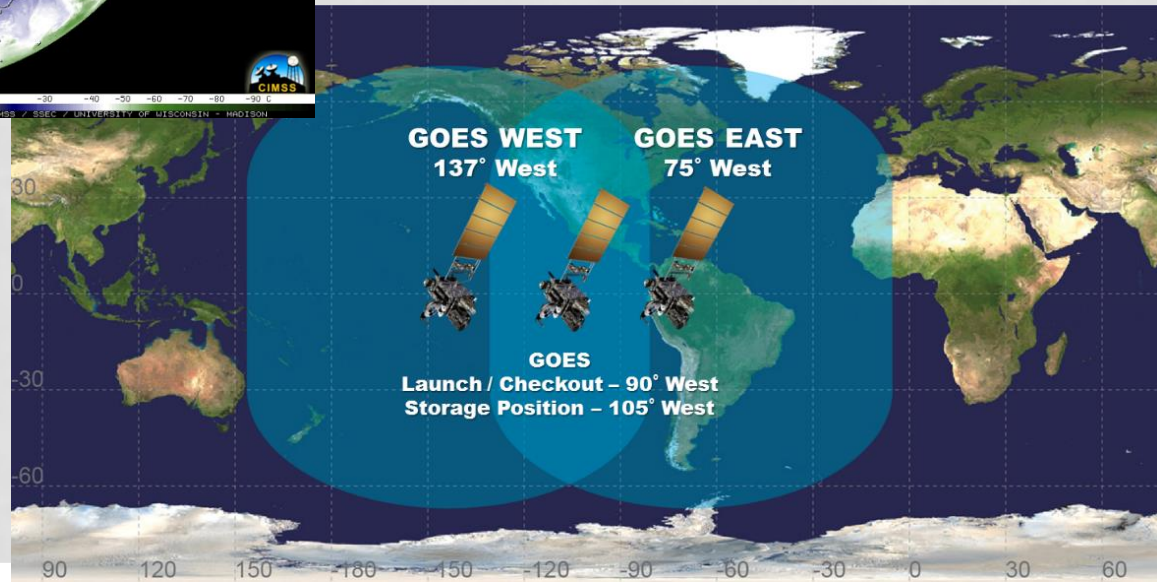 CIMSS
-30 -40 -50 -60 -70 -80 -90 C
/ SSEC / UNIVERSITY OF WISCONSIN - MADISON
GOES WEST
137° West
GOES EAST
75° West
GOES
Launch / Checkout – 90° West
Storage Position – 105° West
30
0
-30
-60
90 120 150 -180 -150 -120 -90 -60 -30 0 30 60